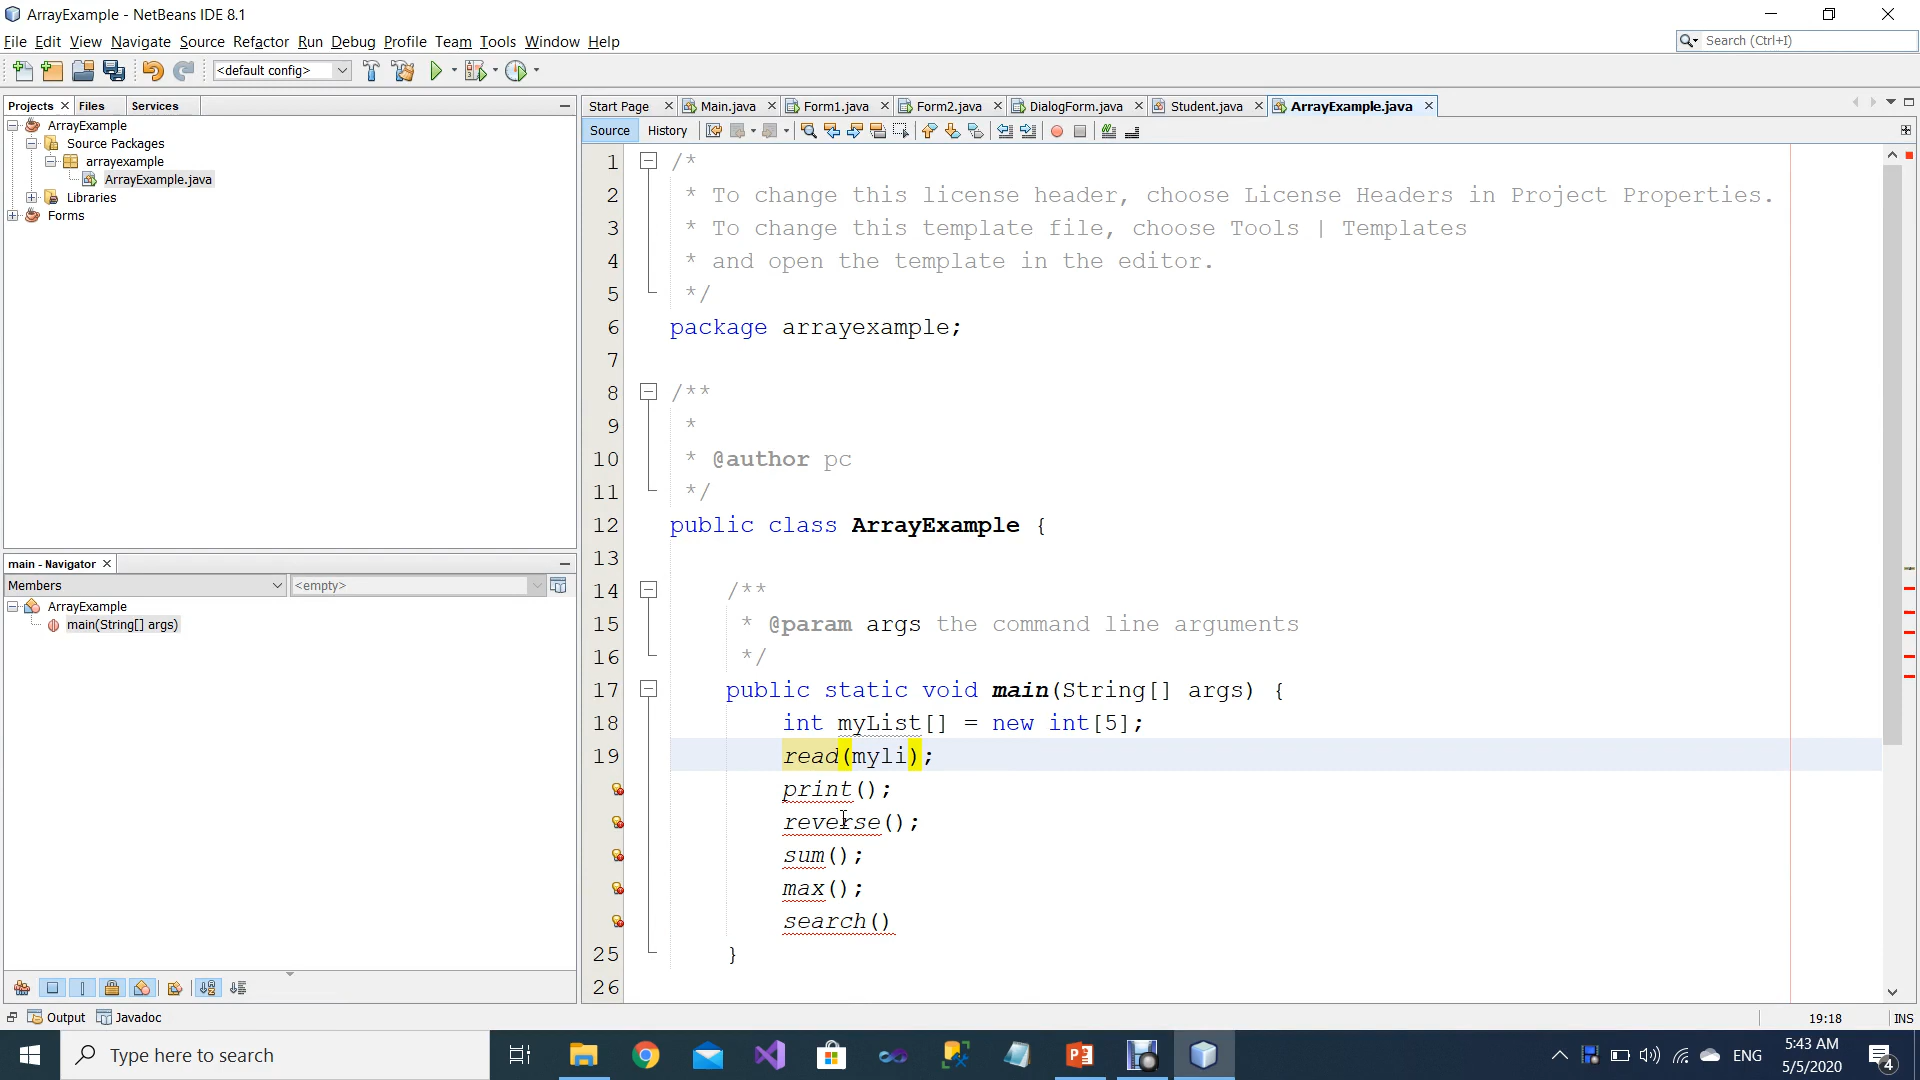 ArrayExample - NetBeans IDE 8.1
File Edit View Navigate Source Refactor Run Debug Profile Team Tools Window Help
Search (Ctrl+I)
<default config>
Projects Files Services
ArrayExample
Source Packages
arrayexample
ArrayExample.java
Libraries
Forms
main - Navigator
Members <empty>
ArrayExample
main(String[] args)
Start Page Main.java Form1.java Form2.java DialogForm.java Student.java ArrayExample.java
Source History
1 /*
2 * To change this license header, choose License Headers in Project Properties.
3 * To change this template file, choose Tools | Templates
4 * and open the template in the editor.
5 */
6 package arrayexample;
7
8 /**
9 *
10 * @author pc
11 */
12 public class ArrayExample {
13
14 /**
15 * @param args the command line arguments
16 */
17 public static void main(String[] args) {
18 int myList[] = new int[5];
19 read(myli);
print();
reverse();
sum();
max();
search()
25 }
26
Output Javadoc
19:18 INS
Type here to search
ENG
5:43 AM
5/5/2020
4